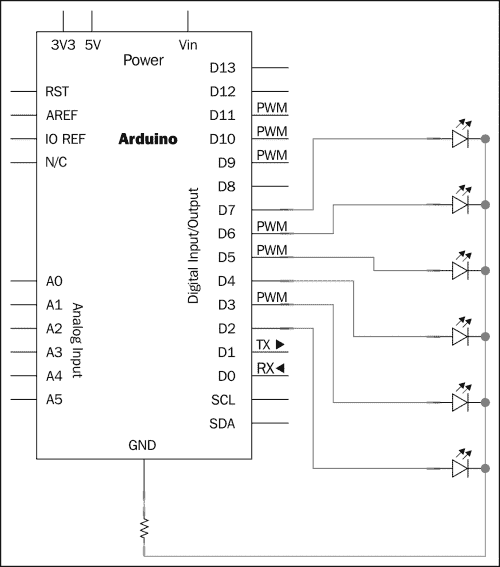 3V3 5V Vin
Power
Arduino
RST
AREF
IO REF
N/C
A0
A1
A2
A3
A4
A5
Analog Input
Digital Input/Output
D13
D12
D11 PWM
D10 PWM
D9 PWM
D8
D7
D6 PWM
D5 PWM
D4
D3 PWM
D2
D1 TX ▶
D0 RX ◀
SCL
SDA
GND